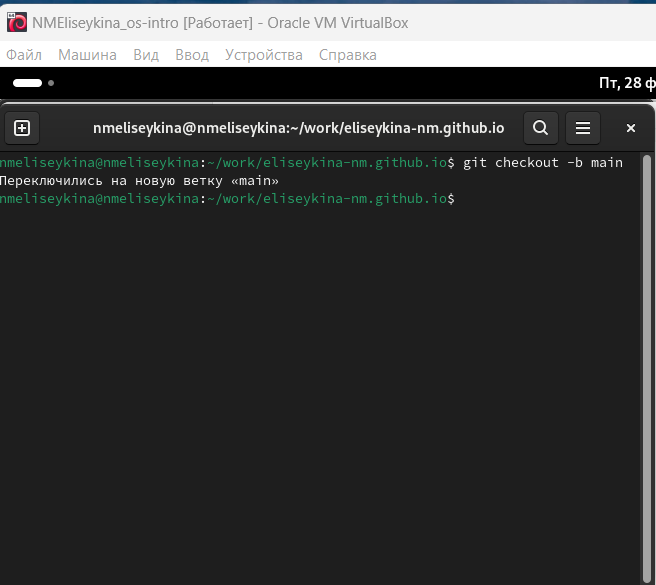 NMEliseykina_os-intro [Работает] - Oracle VM VirtualBox
Файл Машина Вид Ввод Устройства Справка
Пт, 28 ф
nmeliseykina@nmeliseykina:~/work/eliseykina-nm.github.io
nmeliseykina@nmeliseykina:~/work/eliseykina-nm.github.io$ git checkout -b main
Переключились на новую ветку «main»
nmeliseykina@nmeliseykina:~/work/eliseykina-nm.github.io$